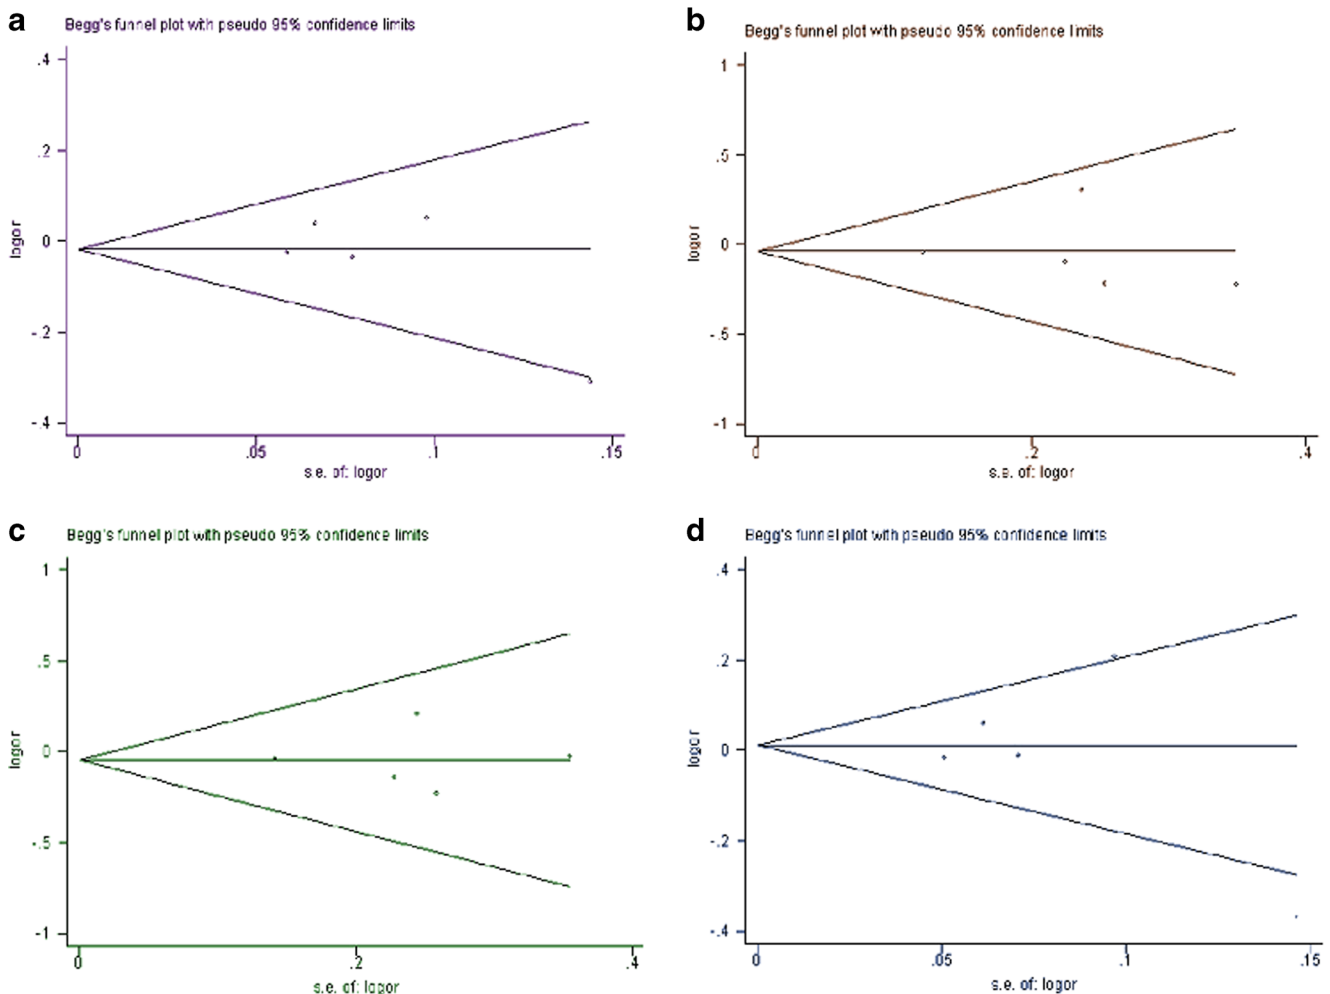 a
Begg's funnel plot with pseudo 95% confidence limits
.4
.2
0
-.2
-.4
logor
0 .05 .1 .15
s.e. of: logor
b
Begg's funnel plot with pseudo 95% confidence limits
1
.5
0
-.5
-1
logor
0 .2 .4
s.e. of: logor
c
Begg's funnel plot with pseudo 95% confidence limits
1
.5
0
-.5
-1
logor
0 .2 .4
s.e. of: logor
d
Begg's funnel plot with pseudo 95% confidence limits
.4
.2
0
-.2
-.4
logor
0 .05 .1 .15
s.e. of: logor